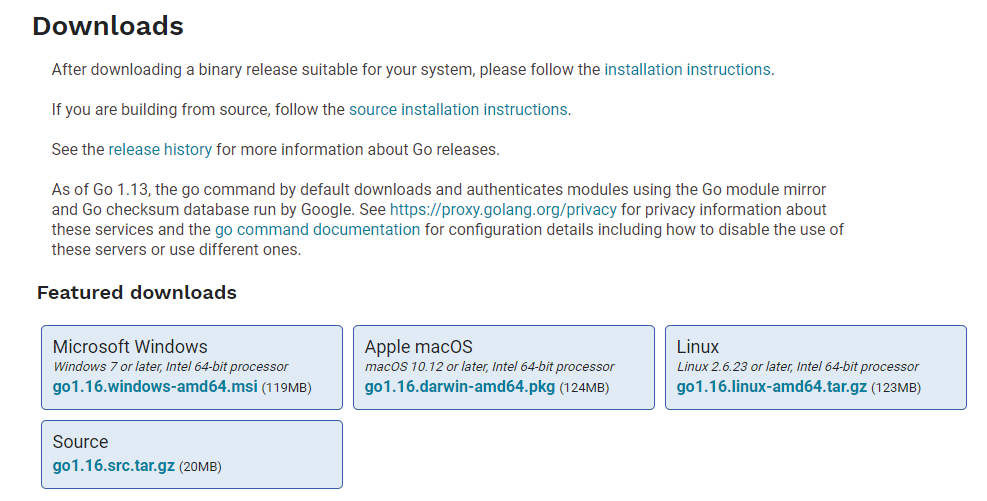 Downloads
After downloading a binary release suitable for your system, please follow the installation instructions.
If you are building from source, follow the source installation instructions.
See the release history for more information about Go releases.
As of Go 1.13, the go command by default downloads and authenticates modules using the Go module mirror
and Go checksum database run by Google. See https://proxy.golang.org/privacy for privacy information about
these services and the go command documentation for configuration details including how to disable the use of
these servers or use different ones.
Featured downloads
Microsoft Windows
Windows 7 or later, Intel 64-bit processor
go1.16.windows-amd64.msi (119MB)
Apple macOS
macOS 10.12 or later, Intel 64-bit processor
go1.16.darwin-amd64.pkg (124MB)
Linux
Linux 2.6.23 or later, Intel 64-bit processor
go1.16.linux-amd64.tar.gz (123MB)
Source
go1.16.src.tar.gz (20MB)